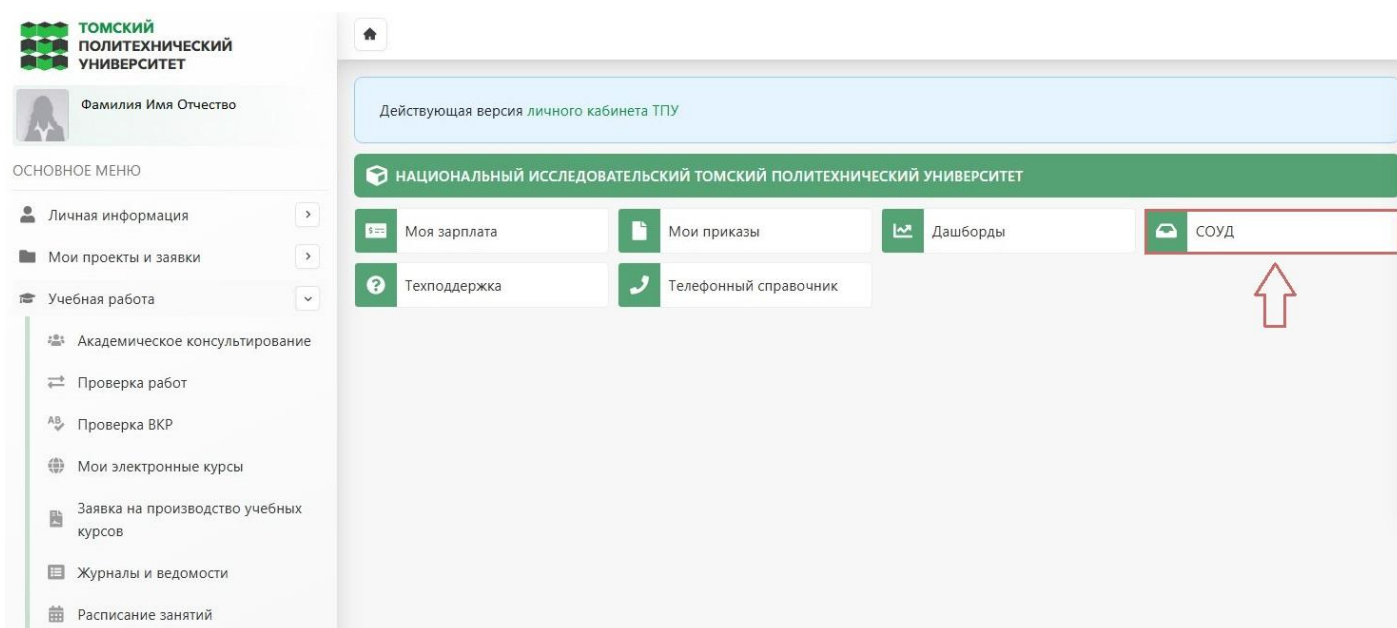 ТОМСКИЙ
ПОЛИТЕХНИЧЕСКИЙ
УНИВЕРСИТЕТ
Фамилия Имя Отчество
ОСНОВНОЕ МЕНЮ
Личная информация
Мои проекты и заявки
Учебная работа
Академическое консультирование
Проверка работ
Проверка ВКР
Мои электронные курсы
Заявка на производство учебных
курсов
Журналы и ведомости
Расписание занятий
Действующая версия личного кабинета ТПУ
НАЦИОНАЛЬНЫЙ ИССЛЕДОВАТЕЛЬСКИЙ ТОМСКИЙ ПОЛИТЕХНИЧЕСКИЙ УНИВЕРСИТЕТ
Моя зарплата
Мои приказы
Дашборды
СОУД
Техподдержка
Телефонный справочник